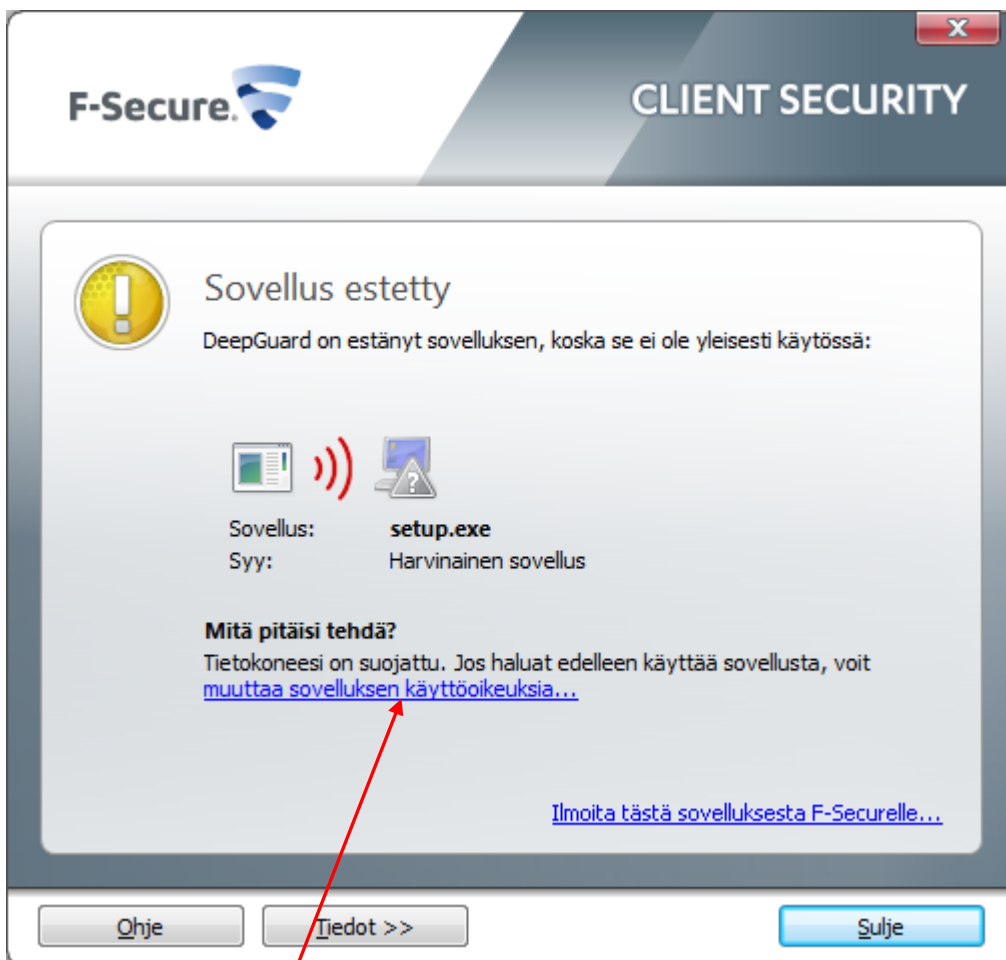 F-Secure.
CLIENT SECURITY
Sovellus estetty
DeepGuard on estänyt sovelluksen, koska se ei ole yleisesti käytössä:
Sovellus: setup.exe
Syy: Harvinainen sovellus
Mitä pitäisi tehdä?
Tietokoneesi on suojattu. Jos haluat edelleen käyttää sovellusta, voit
muuttaa sovelluksen käyttöoikeuksia...
Ilmoita tästä sovelluksesta F-Securelle...
Ohje
Tiedot >>
Sulje